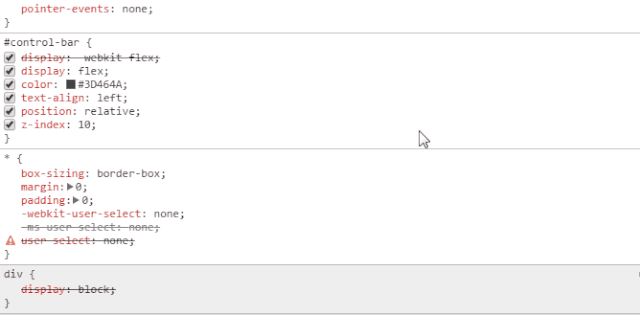 pointer-events: none;
}
#control-bar {
display: -webkit-flex;
display: flex;
color: #3D464A;
text-align: left;
position: relative;
z-index: 10;
}
* {
box-sizing: border-box;
margin: 0;
padding: 0;
-webkit-user-select: none;
-ms-user-select: none;
user-select: none;
}
div {
display: block;
}